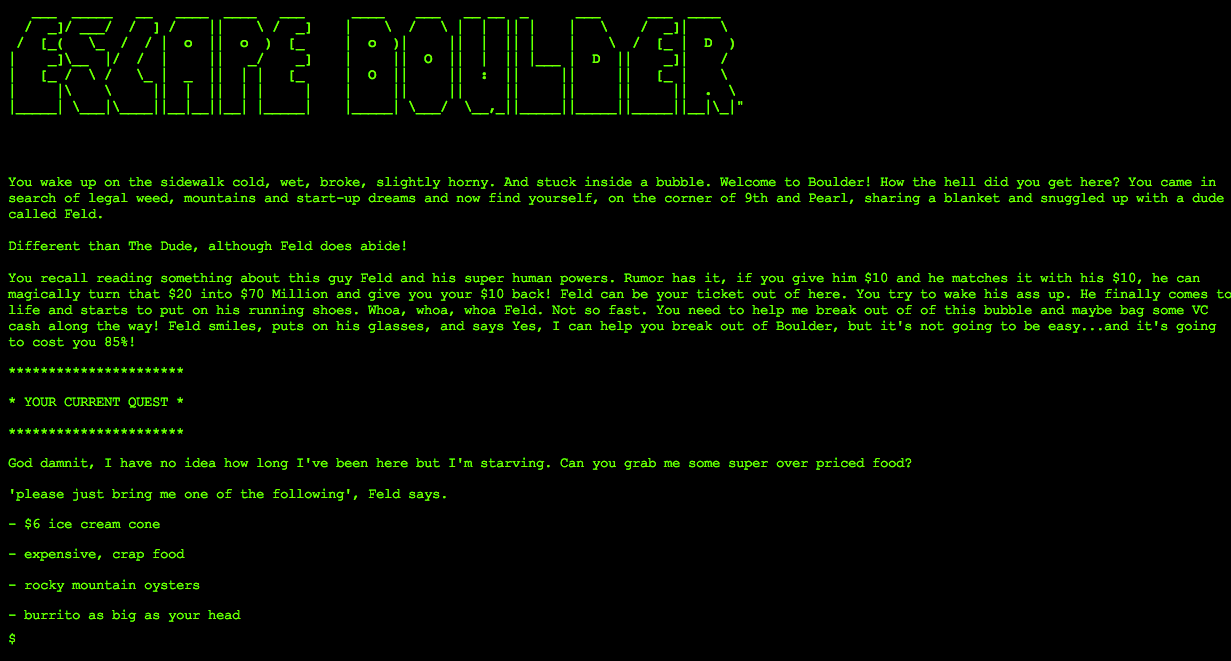 ESCAPE BOULDER
You wake up on the sidewalk cold, wet, broke, slightly horny. And stuck inside a bubble. Welcome to Boulder! How the hell did you get here? You came in
search of legal weed, mountains and start-up dreams and now find yourself, on the corner of 9th and Pearl, sharing a blanket and snuggled up with a dude
called Feld.
Different than The Dude, although Feld does abide!
You recall reading something about this guy Feld and his super human powers. Rumor has it, if you give him $10 and he matches it with his $10, he can
magically turn that $20 into $70 Million and give you your $10 back! Feld can be your ticket out of here. You try to wake his ass up. He finally comes to
life and starts to put on his running shoes. Whoa, whoa, whoa Feld. Not so fast. You need to help me break out of of this bubble and maybe bag some VC
cash along the way! Feld smiles, puts on his glasses, and says Yes, I can help you break out of Boulder, but it's not going to be easy...and it's going
to cost you 85%!
**********************
* YOUR CURRENT QUEST *
**********************
God damnit, I have no idea how long I've been here but I'm starving. Can you grab me some super over priced food?
'please just bring me one of the following', Feld says.
- $6 ice cream cone
- expensive, crap food
- rocky mountain oysters
- burrito as big as your head
$